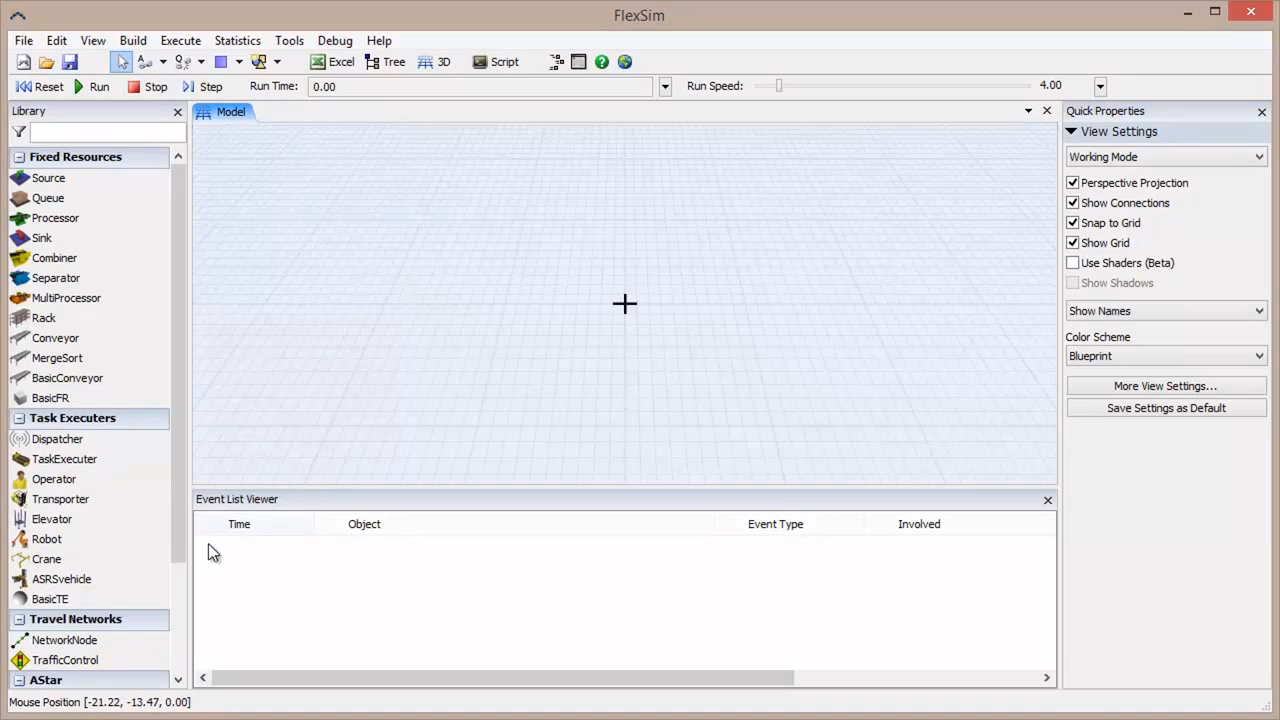 FlexSim
File Edit View Build Execute Statistics Tools Debug Help
Excel Tree 3D Script
Reset Run Stop Step Run Time: 0.00 Run Speed: 4.00
Library
Model
Quick Properties
View Settings
Fixed Resources
Source
Queue
Processor
Sink
Combiner
Separator
MultiProcessor
Rack
Conveyor
MergeSort
BasicConveyor
BasicFR
Task Executers
Dispatcher
TaskExecuter
Operator
Transporter
Elevator
Robot
Crane
ASRSvehicle
BasicTE
Travel Networks
NetworkNode
TrafficControl
AStar
Working Mode
Perspective Projection
Show Connections
Snap to Grid
Show Grid
Use Shaders (Beta)
Show Shadows
Show Names
Color Scheme
Blueprint
More View Settings...
Save Settings as Default
Event List Viewer
Time Object Event Type Involved
Mouse Position [-21.22, -13.47, 0.00]